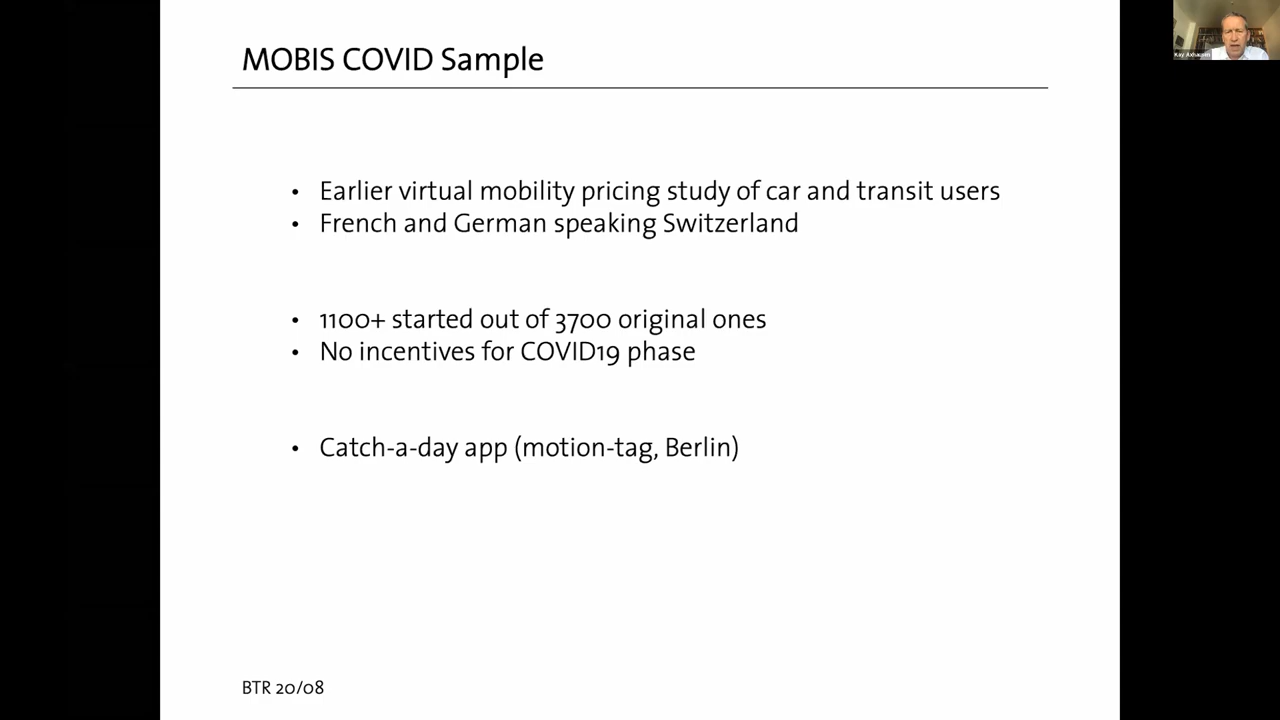 MOBIS COVID Sample
• Earlier virtual mobility pricing study of car and transit users
• French and German speaking Switzerland
• 1100+ started out of 3700 original ones
• No incentives for COVID19 phase
• Catch-a-day app (motion-tag, Berlin)
BTR 20/08
Kay Axhausen